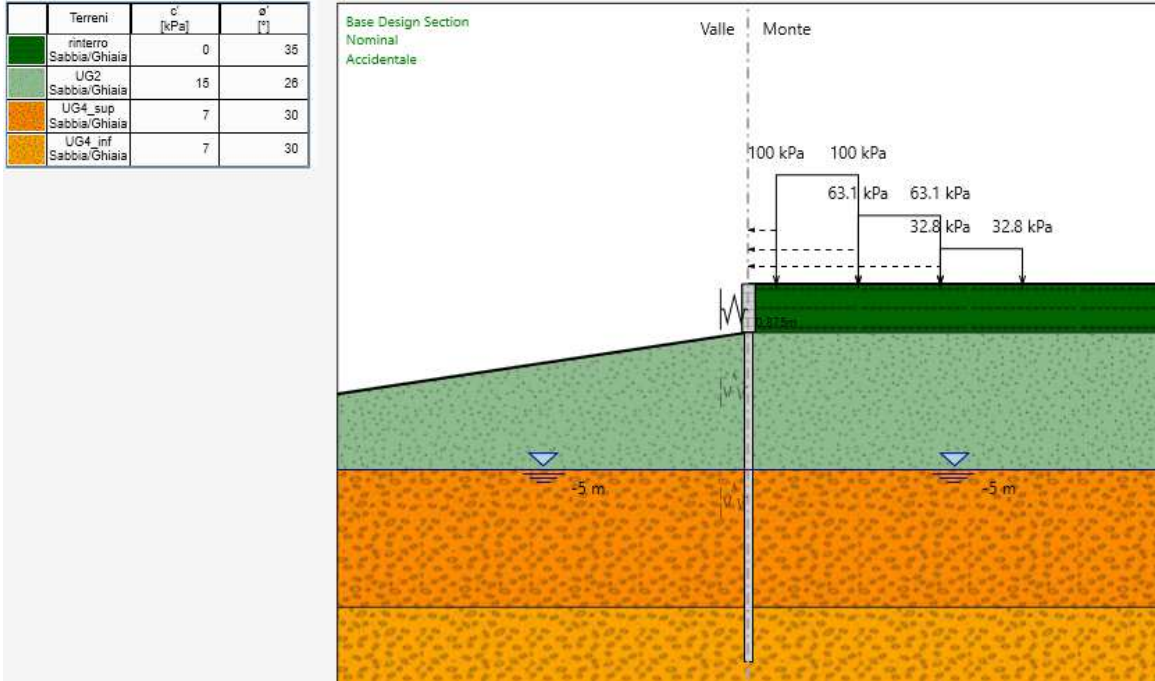 Terreni c' [kPa] ø' [°]
rinterro
Sabbia/Ghiaia 0 35
UG2
Sabbia/Ghiaia 15 26
UG4_sup
Sabbia/Ghiaia 7 30
UG4_inf
Sabbia/Ghiaia 7 30
Base Design Section
Nominal
Accidentale
Valle Monte
100 kPa 100 kPa
63.1 kPa 63.1 kPa
32.8 kPa 32.8 kPa
-5 m -5 m